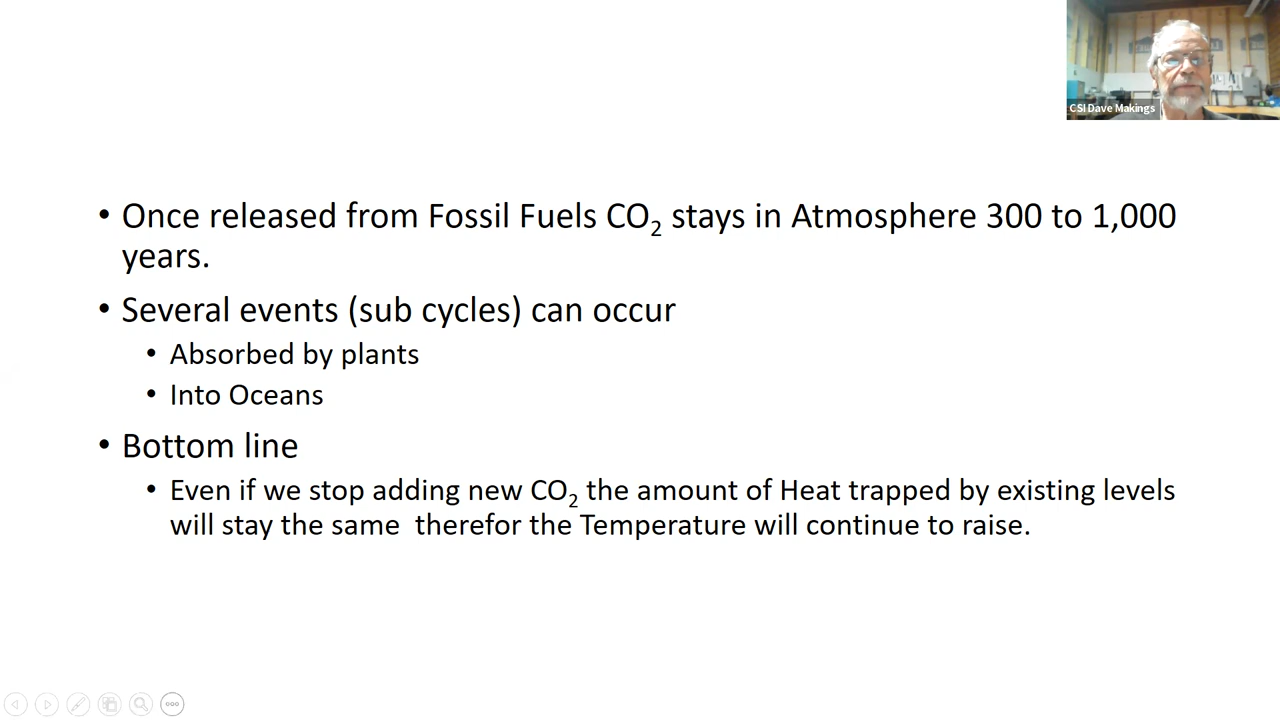 CSI Dave Makings
• Once released from Fossil Fuels CO₂ stays in Atmosphere 300 to 1,000
years.
• Several events (sub cycles) can occur
• Absorbed by plants
• Into Oceans
• Bottom line
• Even if we stop adding new CO₂ the amount of Heat trapped by existing levels
will stay the same  therefor the Temperature will continue to raise.